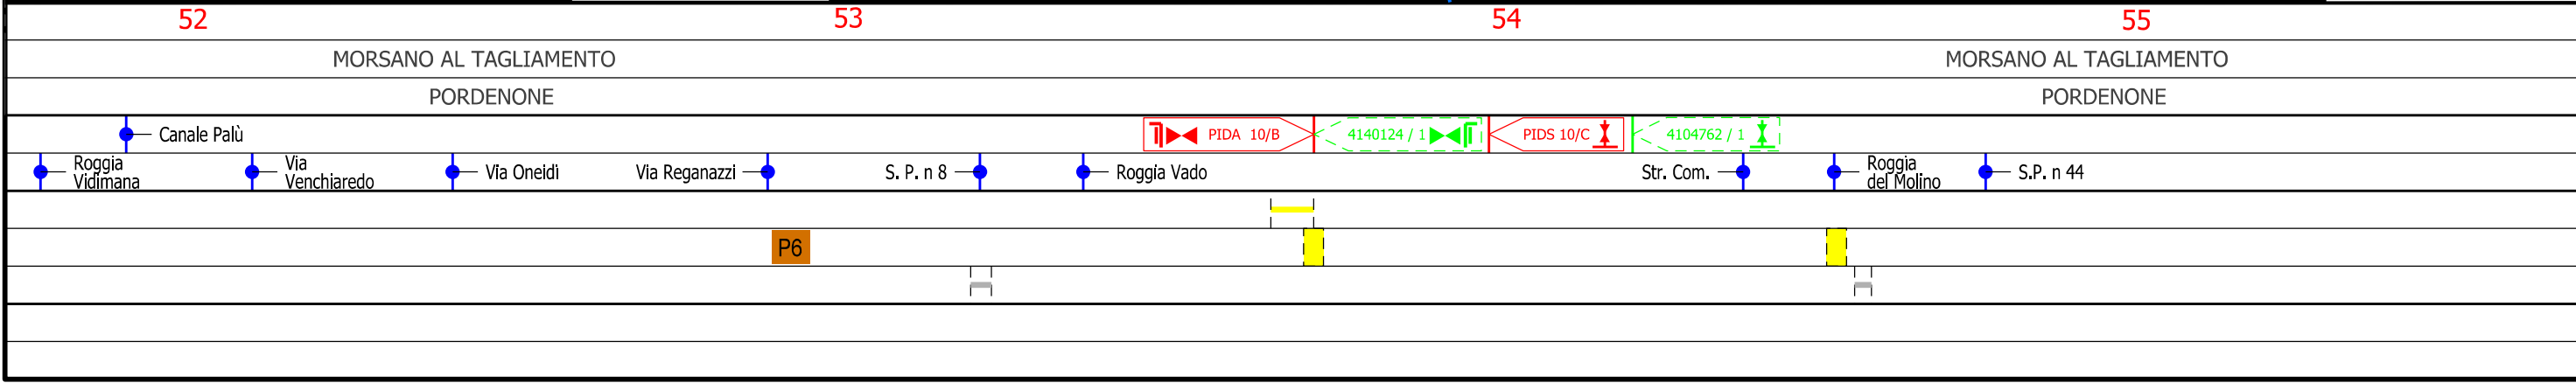 52 53 54 55
MORSANO AL TAGLIAMENTO MORSANO AL TAGLIAMENTO
PORDENONE PORDENONE
Canale Palù PIDA 10/B 4140124 / 1 PIDS 10/C 4104762 / 1
Roggia
Vidimana
Via
Venchiaredo
Via Oneidi
Via Reganazzi
S. P. n 8
Roggia Vado
Str. Com.
Roggia
del Molino
S.P. n 44
P6